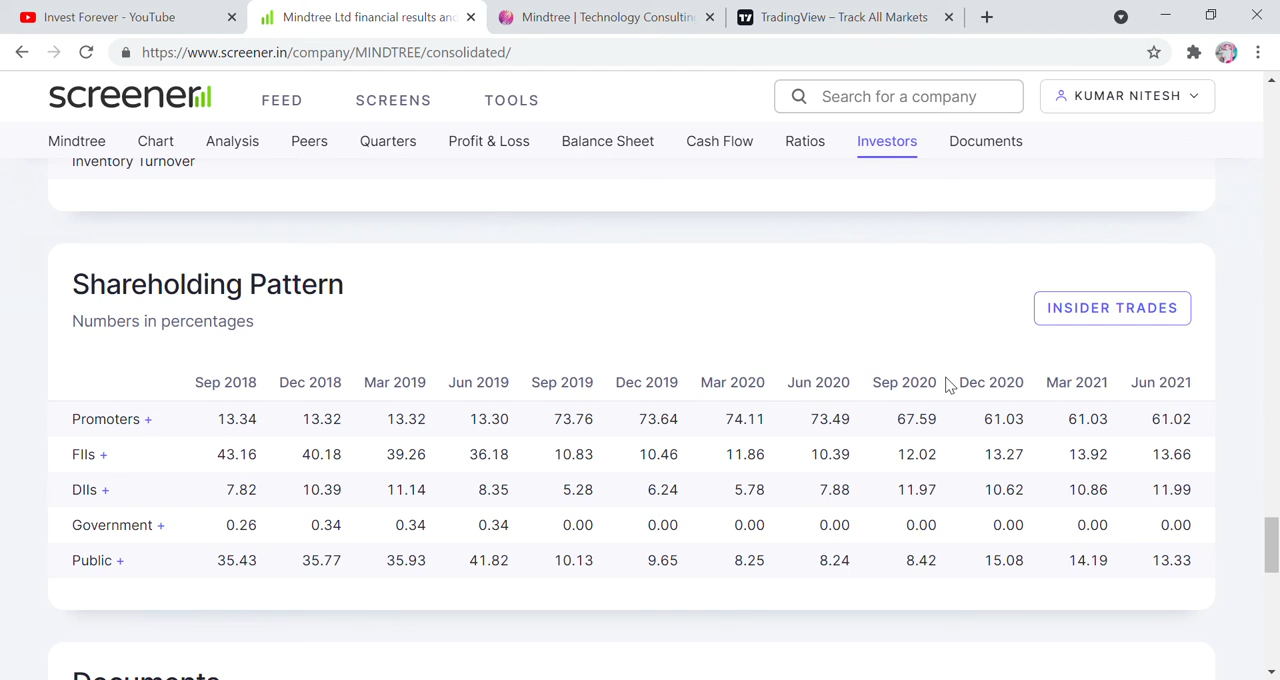 Invest Forever - YouTube
Mindtree Ltd financial results and
Mindtree | Technology Consulting
TradingView – Track All Markets
https://www.screener.in/company/MINDTREE/consolidated/
screener
FEED SCREENS TOOLS
Search for a company
KUMAR NITESH
Mindtree Chart Analysis Peers Quarters Profit & Loss Balance Sheet Cash Flow Ratios Investors Documents
Inventory Turnover
Shareholding Pattern
Numbers in percentages
INSIDER TRADES
Sep 2018 Dec 2018 Mar 2019 Jun 2019 Sep 2019 Dec 2019 Mar 2020 Jun 2020 Sep 2020 Dec 2020 Mar 2021 Jun 2021
Promoters + 13.34 13.32 13.32 13.30 73.76 73.64 74.11 73.49 67.59 61.03 61.03 61.02
FIIs + 43.16 40.18 39.26 36.18 10.83 10.46 11.86 10.39 12.02 13.27 13.92 13.66
DIIs + 7.82 10.39 11.14 8.35 5.28 6.24 5.78 7.88 11.97 10.62 10.86 11.99
Government + 0.26 0.34 0.34 0.34 0.00 0.00 0.00 0.00 0.00 0.00 0.00 0.00
Public + 35.43 35.77 35.93 41.82 10.13 9.65 8.25 8.24 8.42 15.08 14.19 13.33
Documents